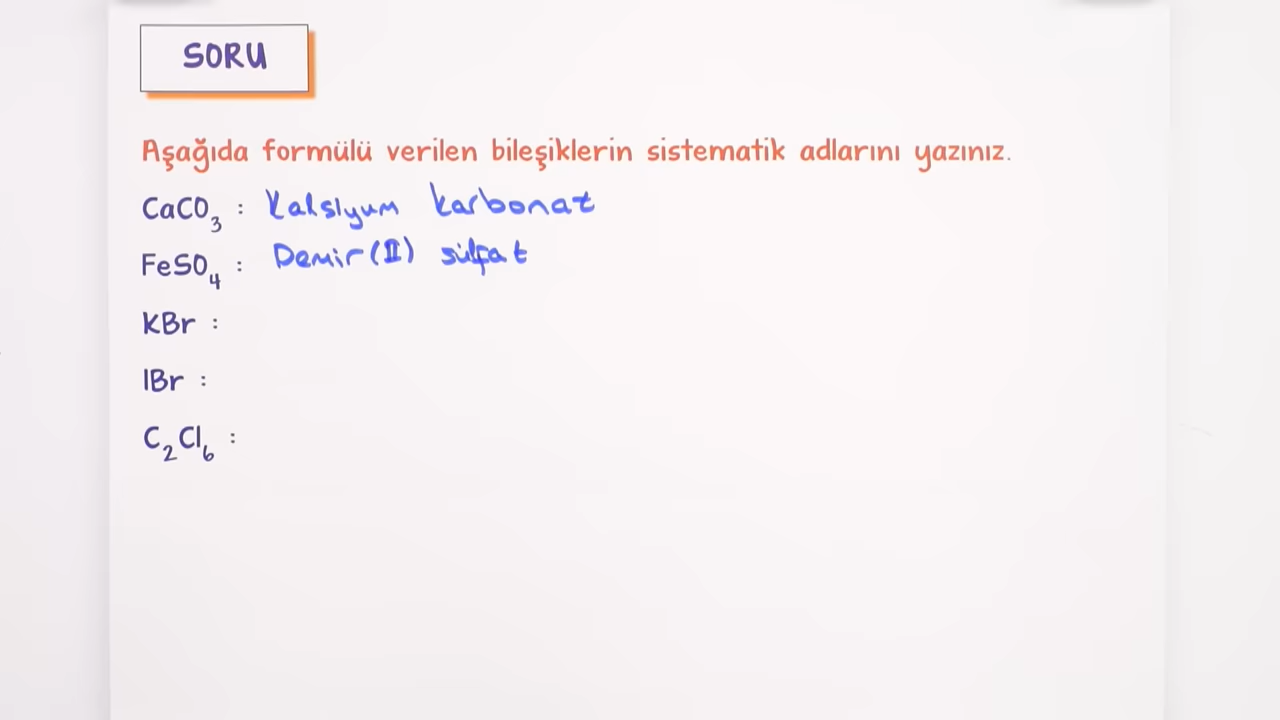 SORU
Aşağıda formülü verilen bileşiklerin sistematik adlarını yazınız.
CaCO₃ : Kalsiyum karbonat
FeSO₄ : Demir(II) sülfat
KBr :
IBr :
C₂Cl₆ :